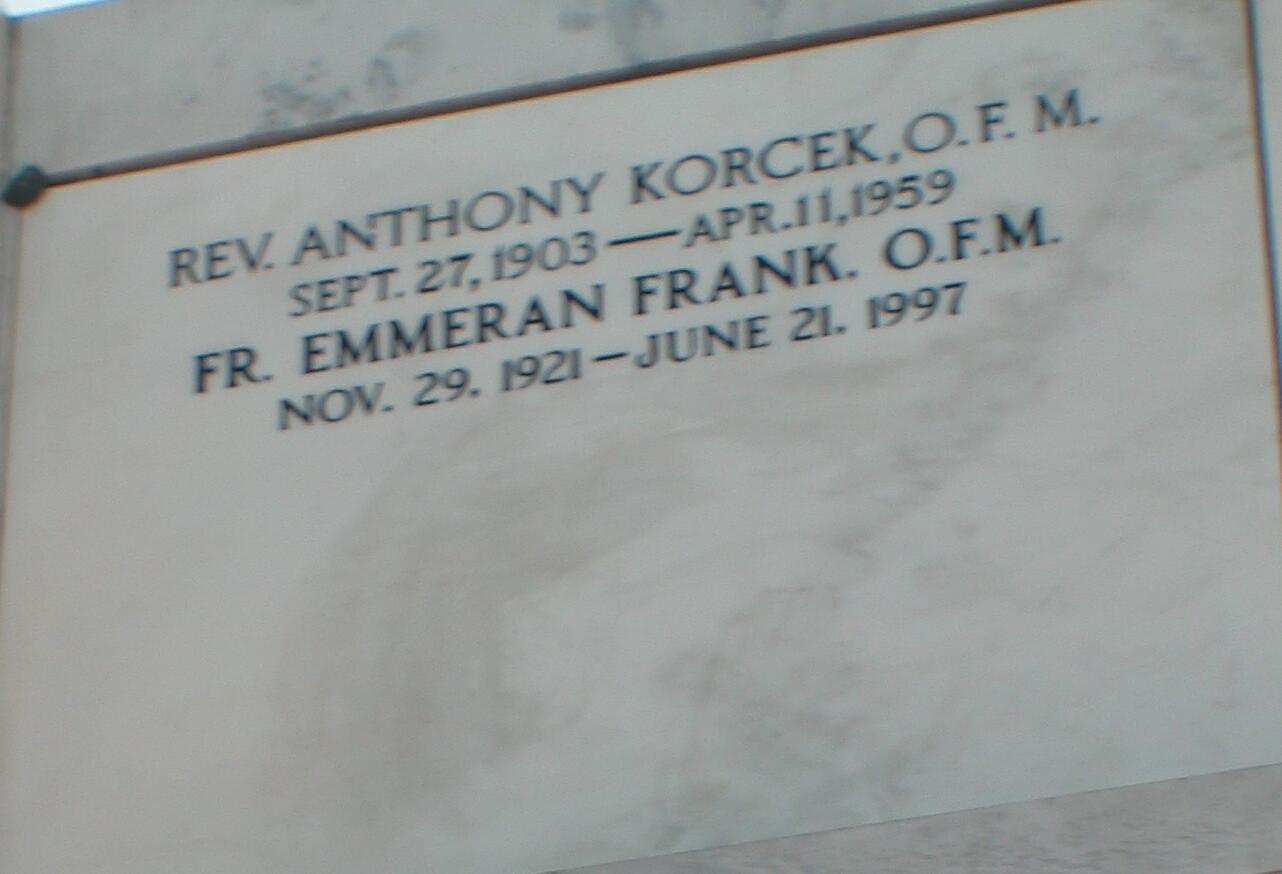 REV. ANTHONY KORCEK, O.F.M.
SEPT. 27, 1903—APR. 11, 1959
FR. EMMERAN FRANK. O.F.M.
NOV. 29. 1921—JUNE 21. 1997